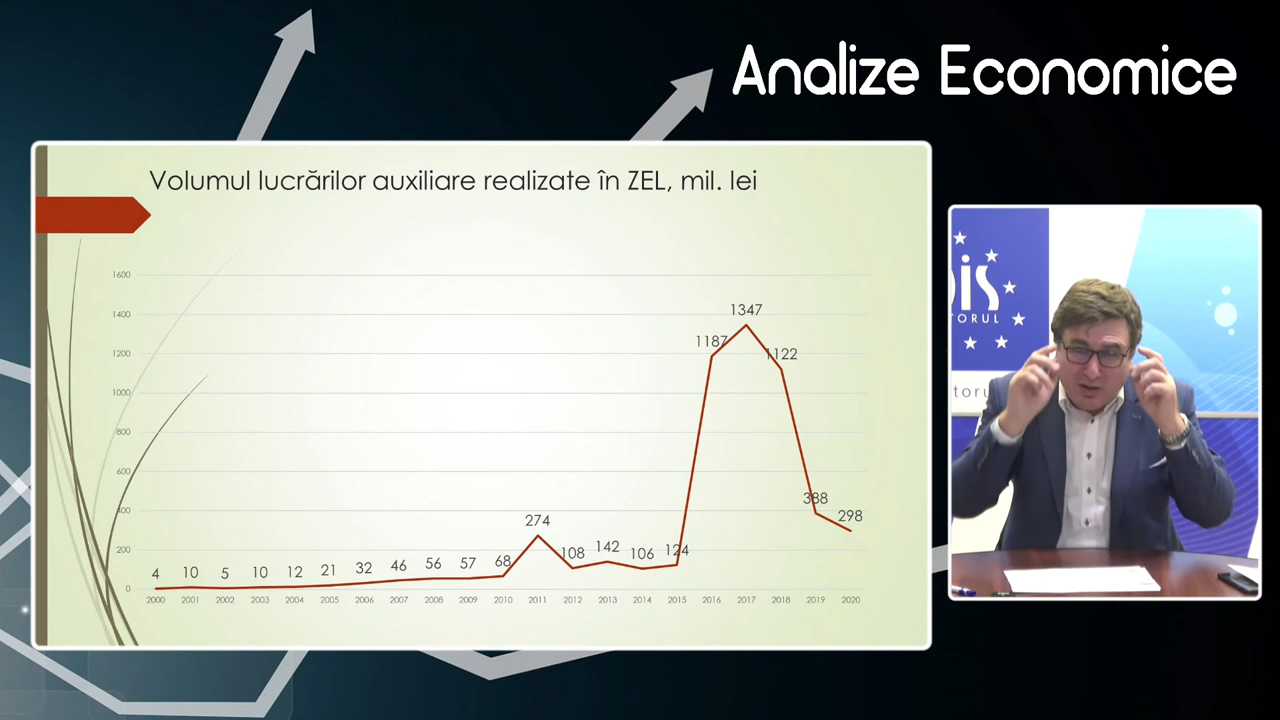 Analize Economice
Volumul lucrărilor auxiliare realizate în ZEL, mil. lei
1600
1400
1200
1000
800
600
400
200
0
4 10 5 10 12 21 32 46 56 57 68 274 108 142 106 124 1187 1347 1122 388 298
2000 2001 2002 2003 2004 2005 2006 2007 2008 2009 2010 2011 2012 2013 2014 2015 2016 2017 2018 2019 2020